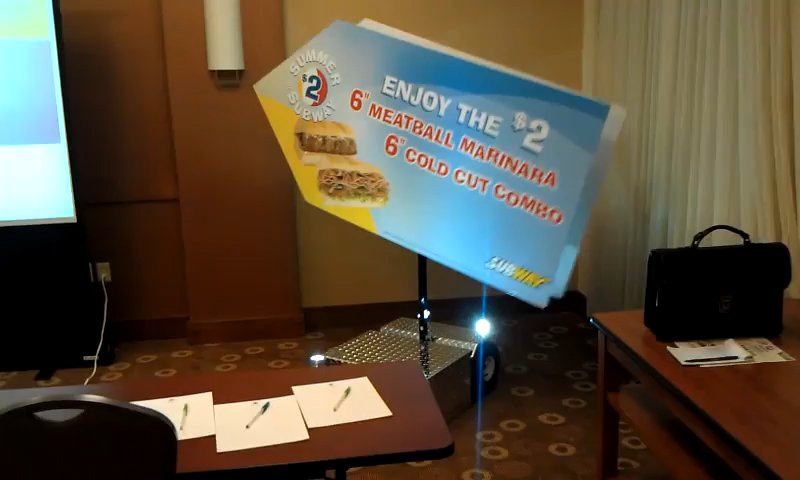 SUMMER
$2
SUBWAY
ENJOY THE $2
6" MEATBALL MARINARA
6" COLD CUT COMBO
SUBWAY